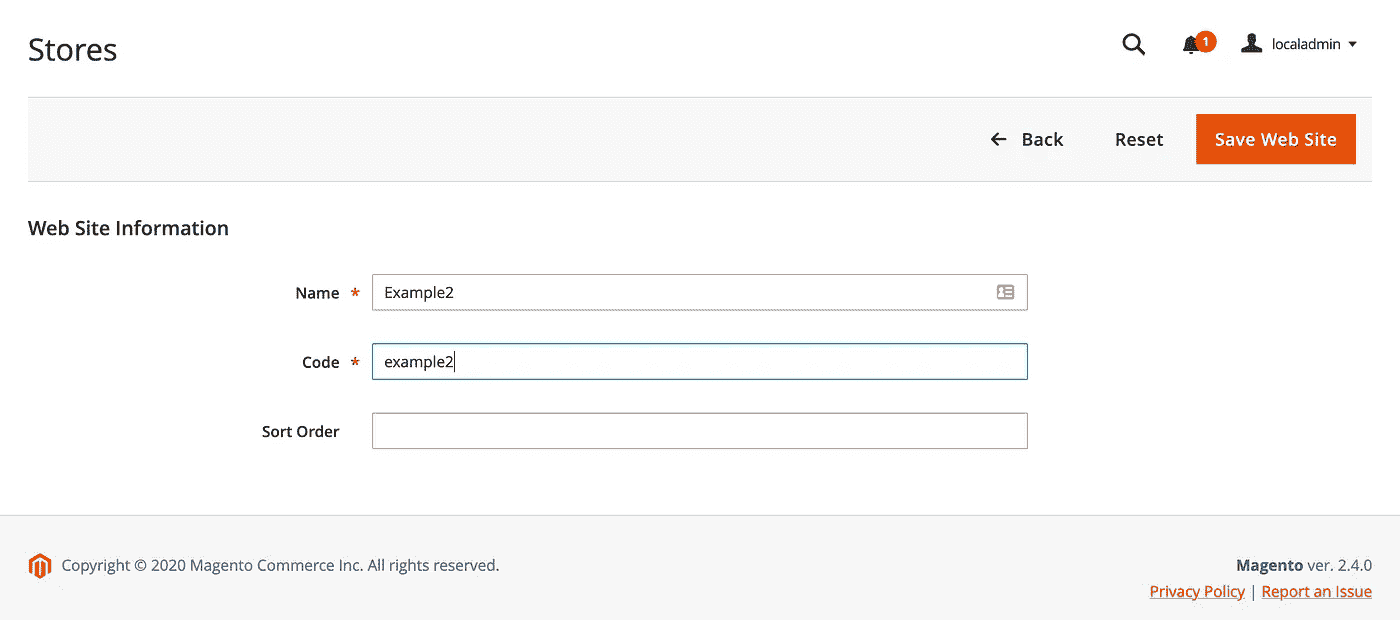 Stores
1
localadmin
Back
Reset
Save Web Site
Web Site Information
Name *
Example2
Code *
example2
Sort Order
Copyright © 2020 Magento Commerce Inc. All rights reserved.
Magento ver. 2.4.0
Privacy Policy | Report an Issue